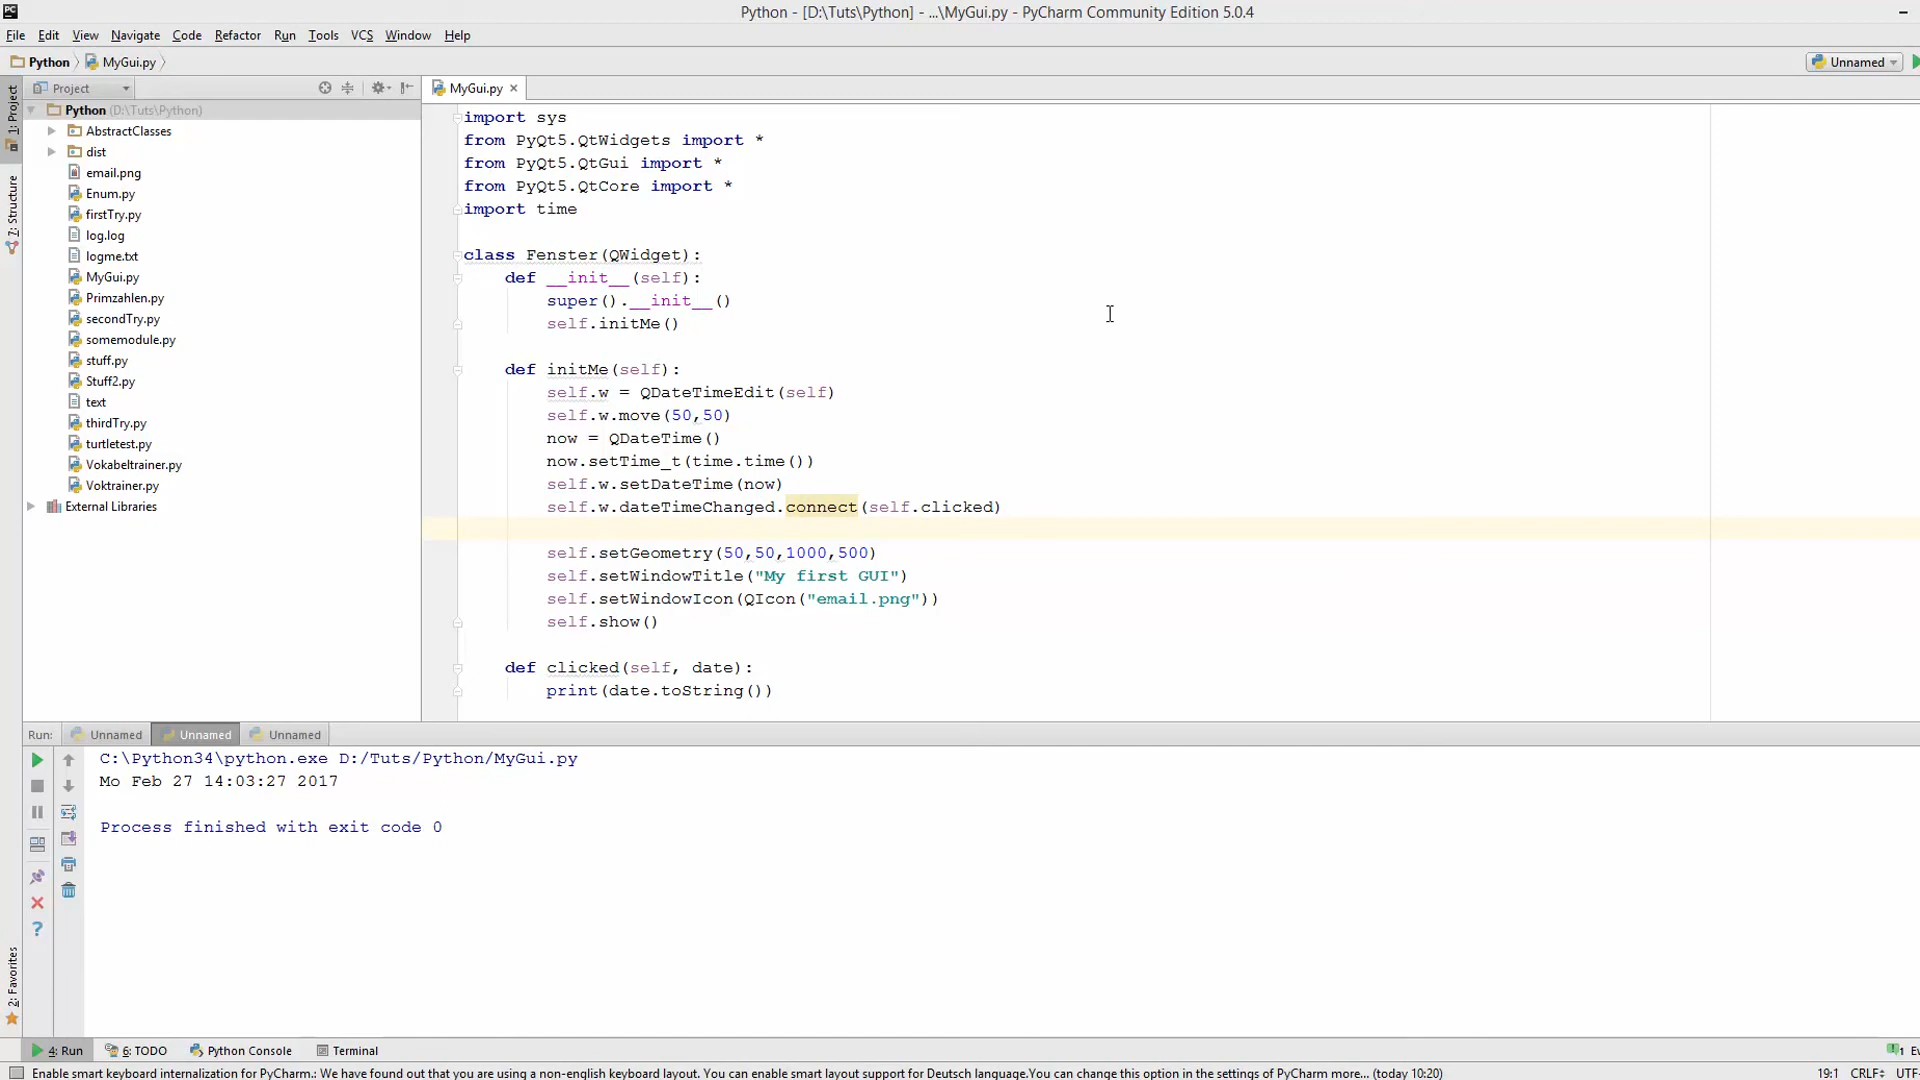 Python - [D:\Tuts\Python] - ...\MyGui.py - PyCharm Community Edition 5.0.4
File Edit View Navigate Code Refactor Run Tools VCS Window Help
Python MyGui.py Unnamed
1: Project
7: Structure
2: Favorites
Project
Python (D:\Tuts\Python)
AbstractClasses
dist
email.png
Enum.py
firstTry.py
log.log
logme.txt
MyGui.py
Primzahlen.py
secondTry.py
somemodule.py
stuff.py
Stuff2.py
text
thirdTry.py
turtletest.py
Vokabeltrainer.py
Voktrainer.py
External Libraries
MyGui.py
import sys
from PyQt5.QtWidgets import *
from PyQt5.QtGui import *
from PyQt5.QtCore import *
import time
class Fenster(QWidget):
def __init__(self):
super().__init__()
self.initMe()
def initMe(self):
self.w = QDateTimeEdit(self)
self.w.move(50,50)
now = QDateTime()
now.setTime_t(time.time())
self.w.setDateTime(now)
self.w.dateTimeChanged.connect(self.clicked)
self.setGeometry(50,50,1000,500)
self.setWindowTitle("My first GUI")
self.setWindowIcon(QIcon("email.png"))
self.show()
def clicked(self, date):
print(date.toString())
Run: Unnamed Unnamed Unnamed
C:\Python34\python.exe D:/Tuts/Python/MyGui.py
Mo Feb 27 14:03:27 2017
Process finished with exit code 0
4: Run 6: TODO Python Console Terminal 1 Ev
Enable smart keyboard internalization for PyCharm.: We have found out that you are using a non-english keyboard layout. You can enable smart layout support for Deutsch language.You can change this option in the settings of PyCharm more... (today 10:20) 19:1 CRLF UTF-